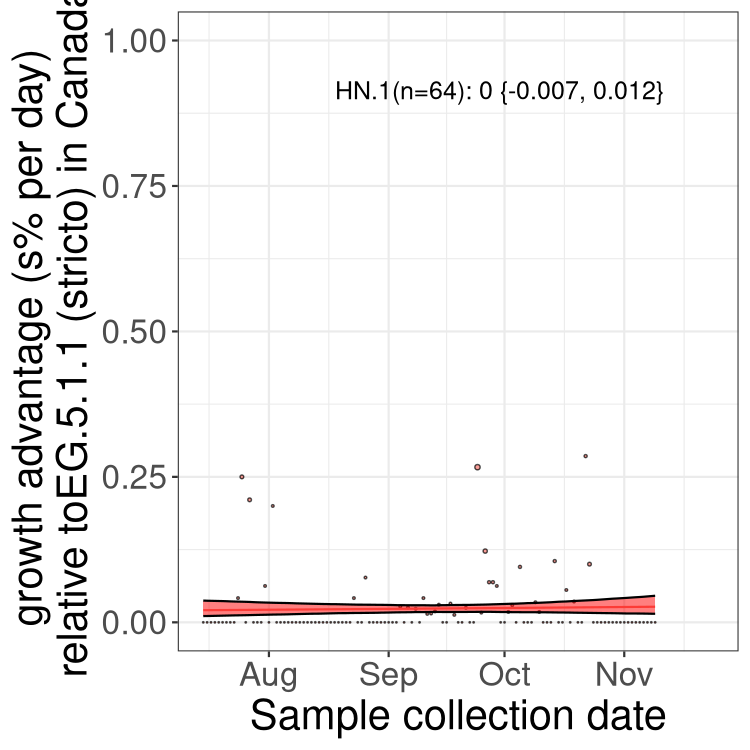 growth advantage (s% per day)
relative toEG.5.1.1 (stricto) in Canada
1.00
0.75
0.50
0.25
0.00
HN.1(n=64): 0 {-0.007, 0.012}
Aug Sep Oct Nov
Sample collection date